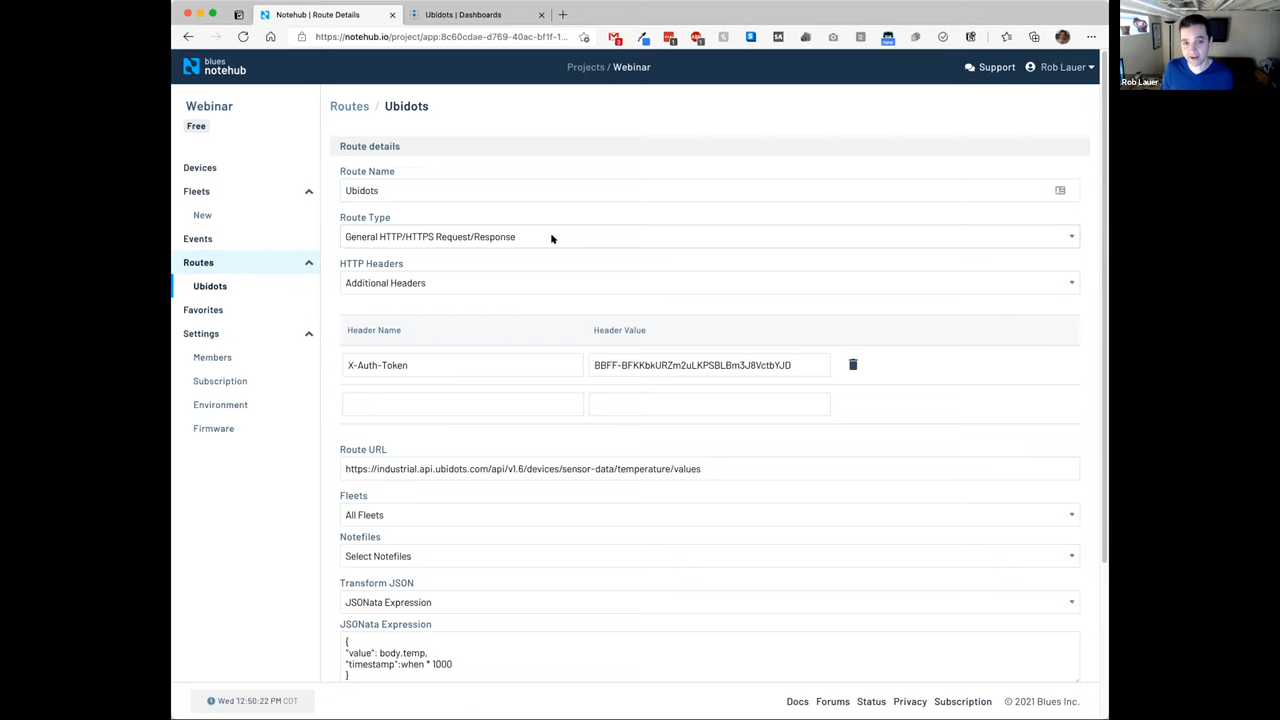 Notehub | Route Details
Ubidots | Dashboards
https://notehub.io/project/app:8c60cdae-d769-40ac-bf1f-1...
Rob Lauer
blues
notehub
Projects / Webinar
Support
Rob Lauer
Webinar
Free
Devices
Fleets
New
Events
Routes
Ubidots
Favorites
Settings
Members
Subscription
Environment
Firmware
Routes / Ubidots
Route details
Route Name
Ubidots
Route Type
General HTTP/HTTPS Request/Response
HTTP Headers
Additional Headers
Header Name Header Value
X-Auth-Token BBFF-BFKKbkURZm2uLKPSBLBm3J8VctbYJD
Route URL
https://industrial.api.ubidots.com/api/v1.6/devices/sensor-data/temperature/values
Fleets
All Fleets
Notefiles
Select Notefiles
Transform JSON
JSONata Expression
JSONata Expression
{
"value": body.temp,
"timestamp":when * 1000
}
Wed 12:50:22 PM CDT
Docs Forums Status Privacy Subscription © 2021 Blues Inc.